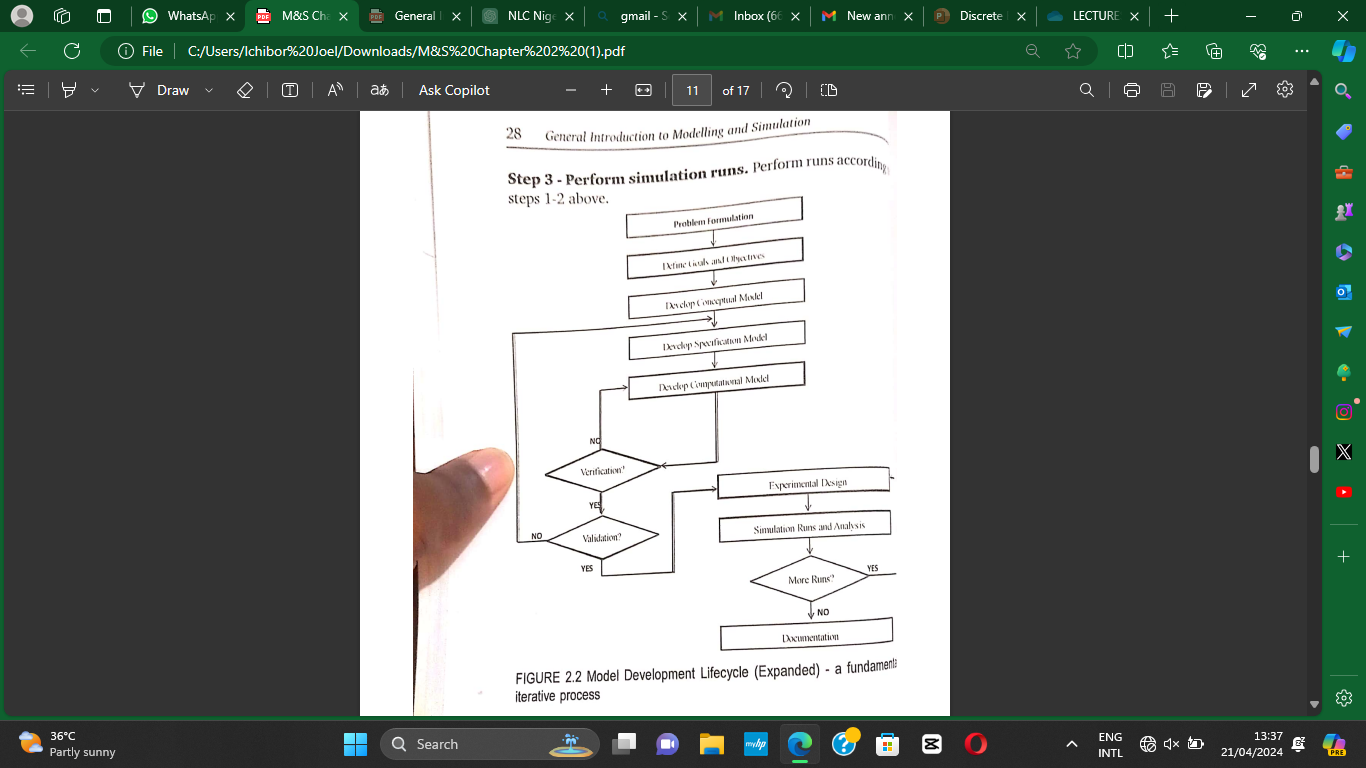 WhatsAp
M&S Cha
General I
NLC Nige
gmail - S
Inbox (66
New ann
Discrete
LECTURE
File
C:/Users/Ichibor%20Joel/Downloads/M&S%20Chapter%202%20(1).pdf
Draw
Ask Copilot
11
of 17
28 General Introduction to Modelling and Simulation
Step 3 - Perform simulation runs. Perform runs according
steps 1-2 above.
Problem Formulation
Define Goals and Objectives
Develop Conceptual Model
Develop Specification Model
Develop Computational Model
NO
Verification?
YES
NO
Validation?
YES
Experimental Design
Simulation Runs and Analysis
More Runs?
YES
NO
Documentation
FIGURE 2.2 Model Development Lifecycle (Expanded) - a fundamenta
iterative process
36°C
Partly sunny
Search
myhp
ENG
INTL
13:37
21/04/2024
PRE